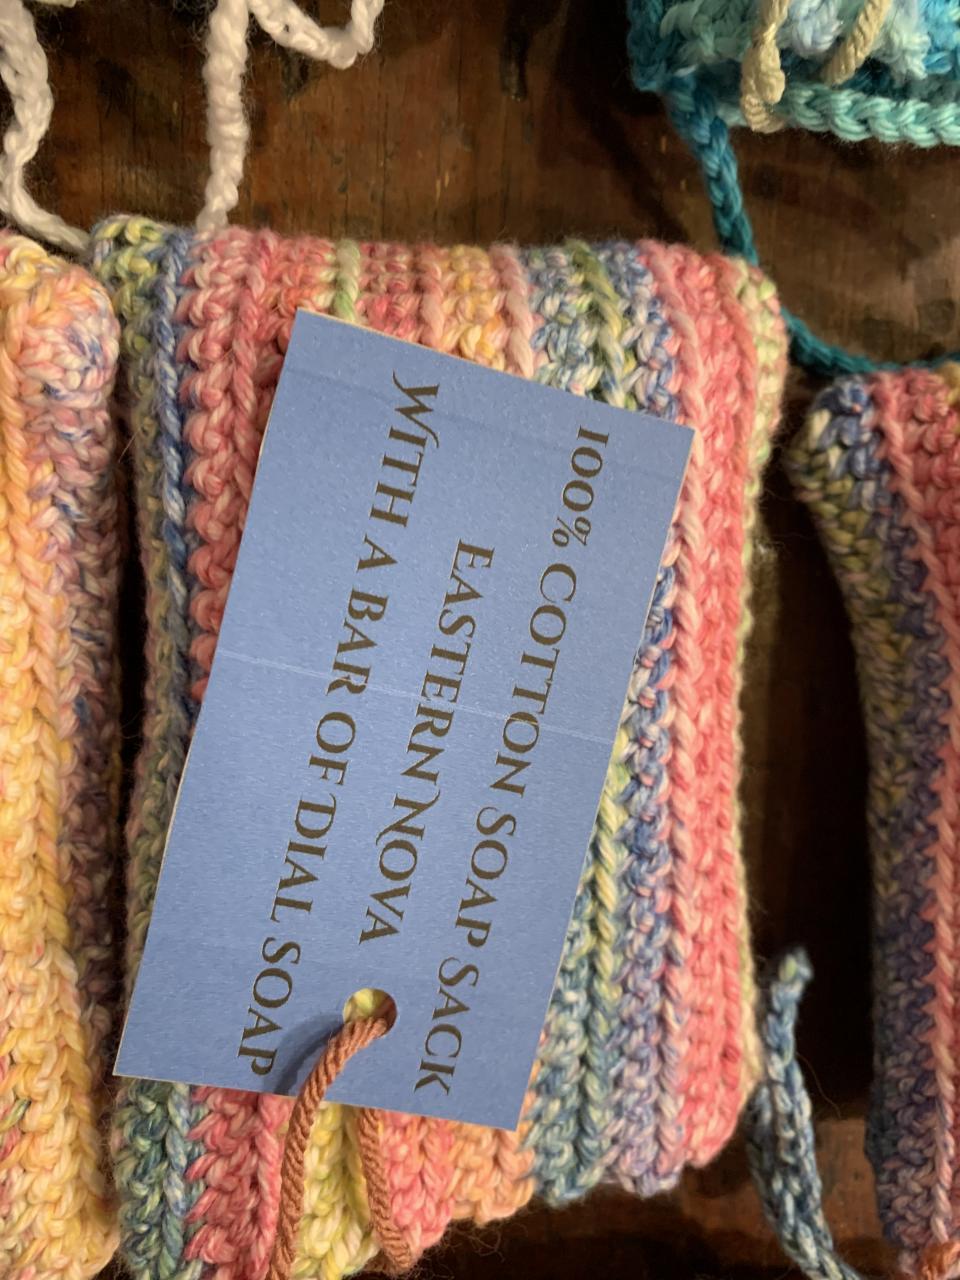 100% COTTON SOAP SACK
EASTERN NOVA
WITH A BAR OF DIAL SOAP